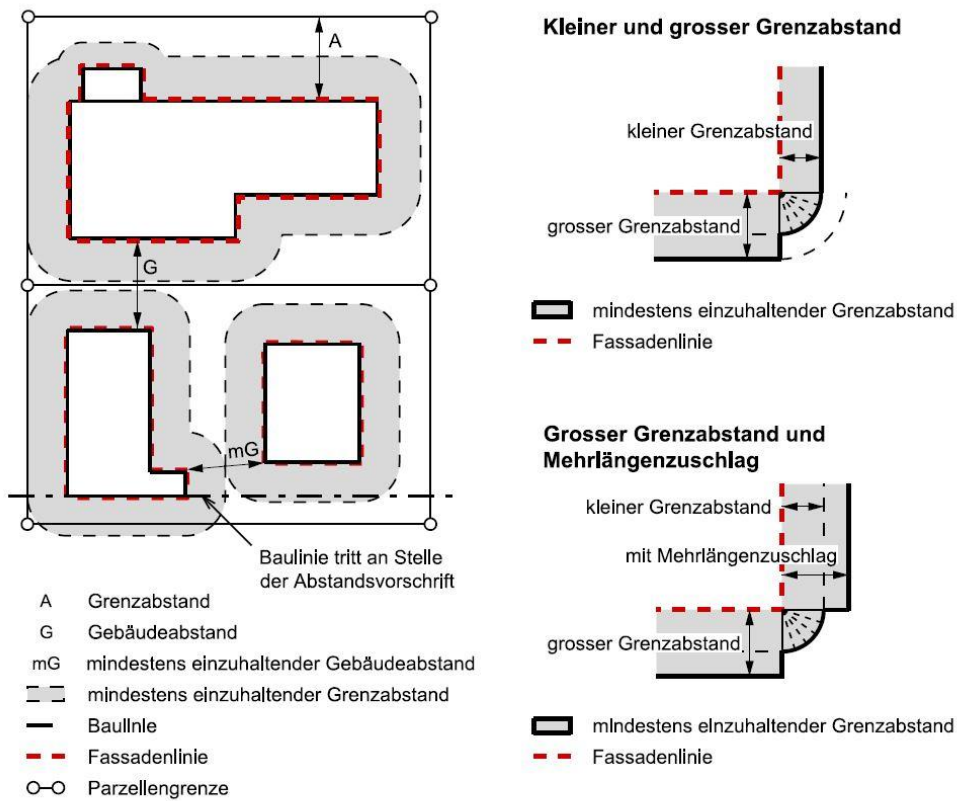 A
G
mG
Baulinie tritt an Stelle
der Abstandsvorschrift
A Grenzabstand
G Gebäudeabstand
mG mindestens einzuhaltender Gebäudeabstand
mindestens einzuhaltender Grenzabstand
Baulinie
Fassadenlinie
Parzellengrenze
Kleiner und grosser Grenzabstand
kleiner Grenzabstand
grosser Grenzabstand
mindestens einzuhaltender Grenzabstand
Fassadenlinie
Grosser Grenzabstand und
Mehrlängenzuschlag
kleiner Grenzabstand
mit Mehrlängenzuschlag
grosser Grenzabstand
mindestens einzuhaltender Grenzabstand
Fassadenlinie